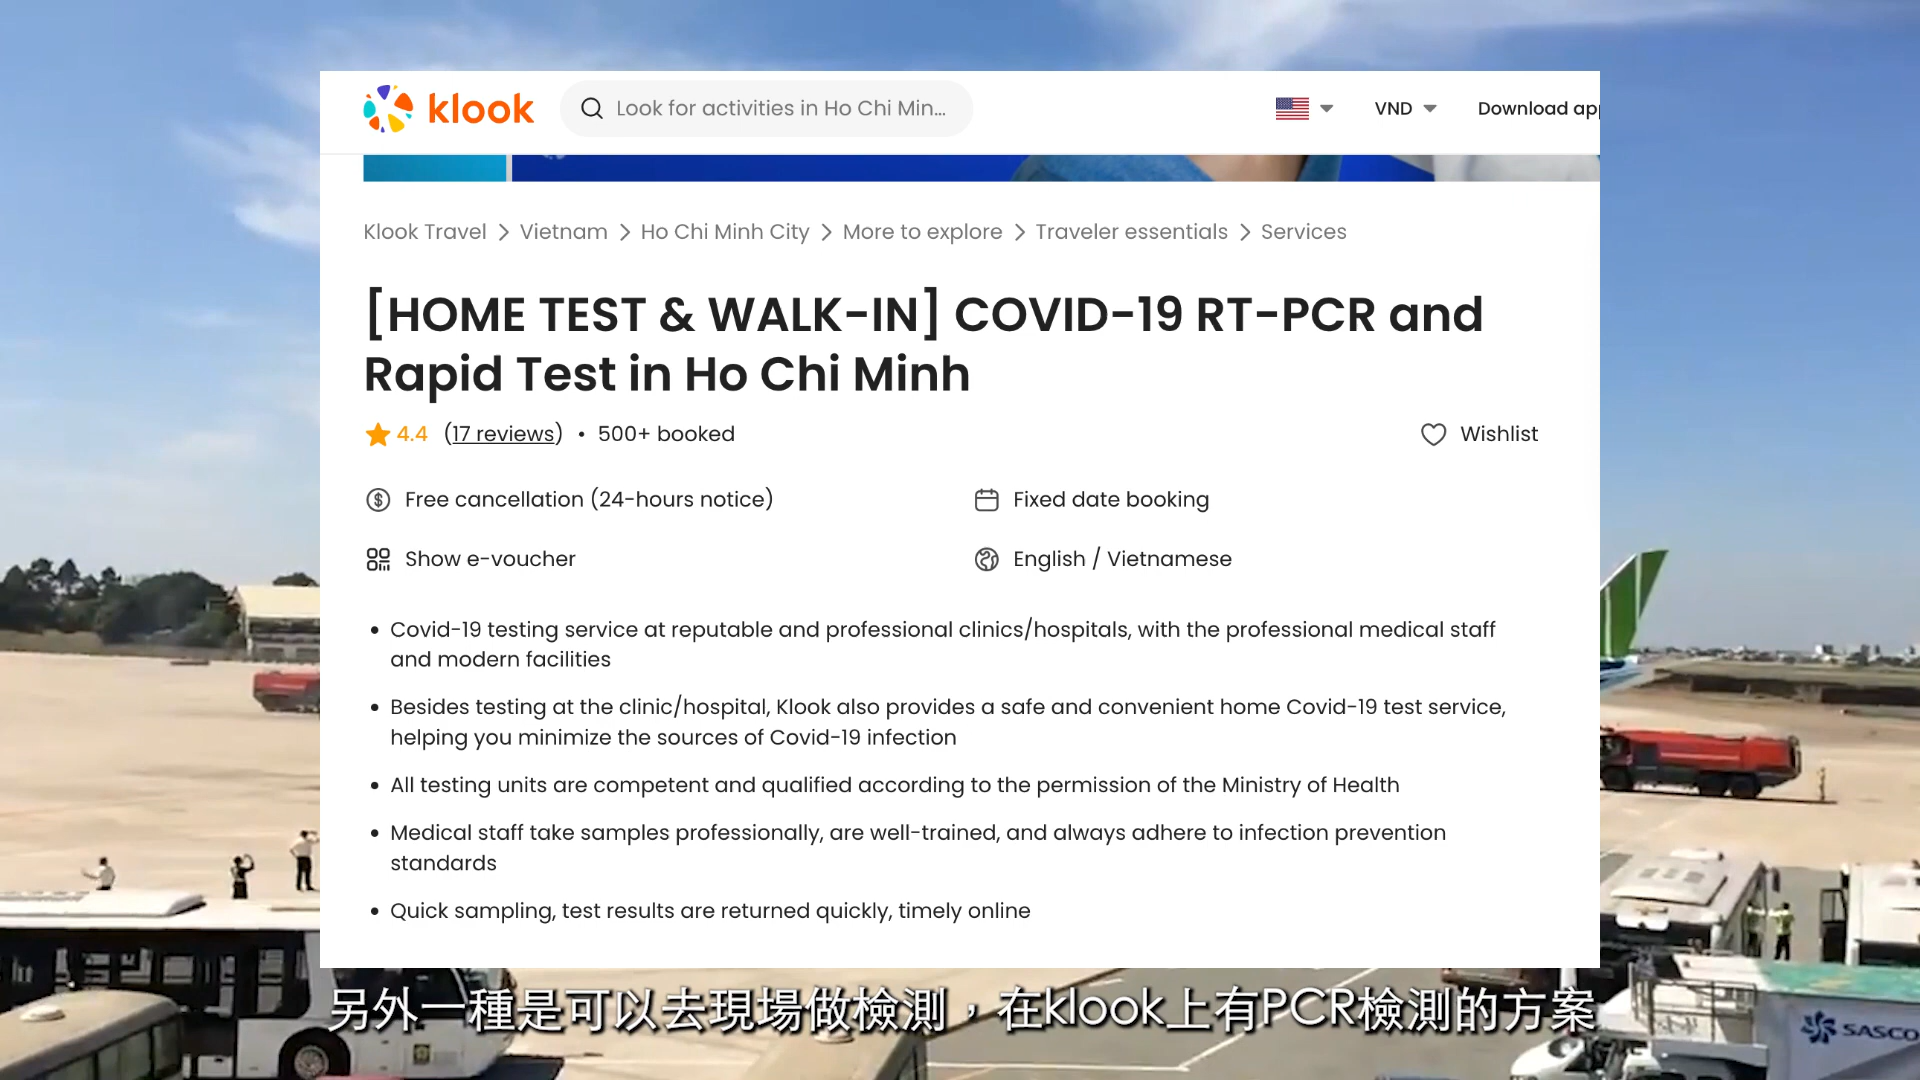 klook
Look for activities in Ho Chi Min...
VND
Download app
Klook Travel > Vietnam > Ho Chi Minh City > More to explore > Traveler essentials > Services
[HOME TEST & WALK-IN] COVID-19 RT-PCR and
Rapid Test in Ho Chi Minh
4.4 (17 reviews) • 500+ booked
Wishlist
Free cancellation (24-hours notice)
Fixed date booking
Show e-voucher
English / Vietnamese
• Covid-19 testing service at reputable and professional clinics/hospitals, with the professional medical staff
and modern facilities
• Besides testing at the clinic/hospital, Klook also provides a safe and convenient home Covid-19 test service,
helping you minimize the sources of Covid-19 infection
• All testing units are competent and qualified according to the permission of the Ministry of Health
• Medical staff take samples professionally, are well-trained, and always adhere to infection prevention
standards
• Quick sampling, test results are returned quickly, timely online
另外一種是可以去現場做檢測，在klook上有PCR檢測的方案
SASCO